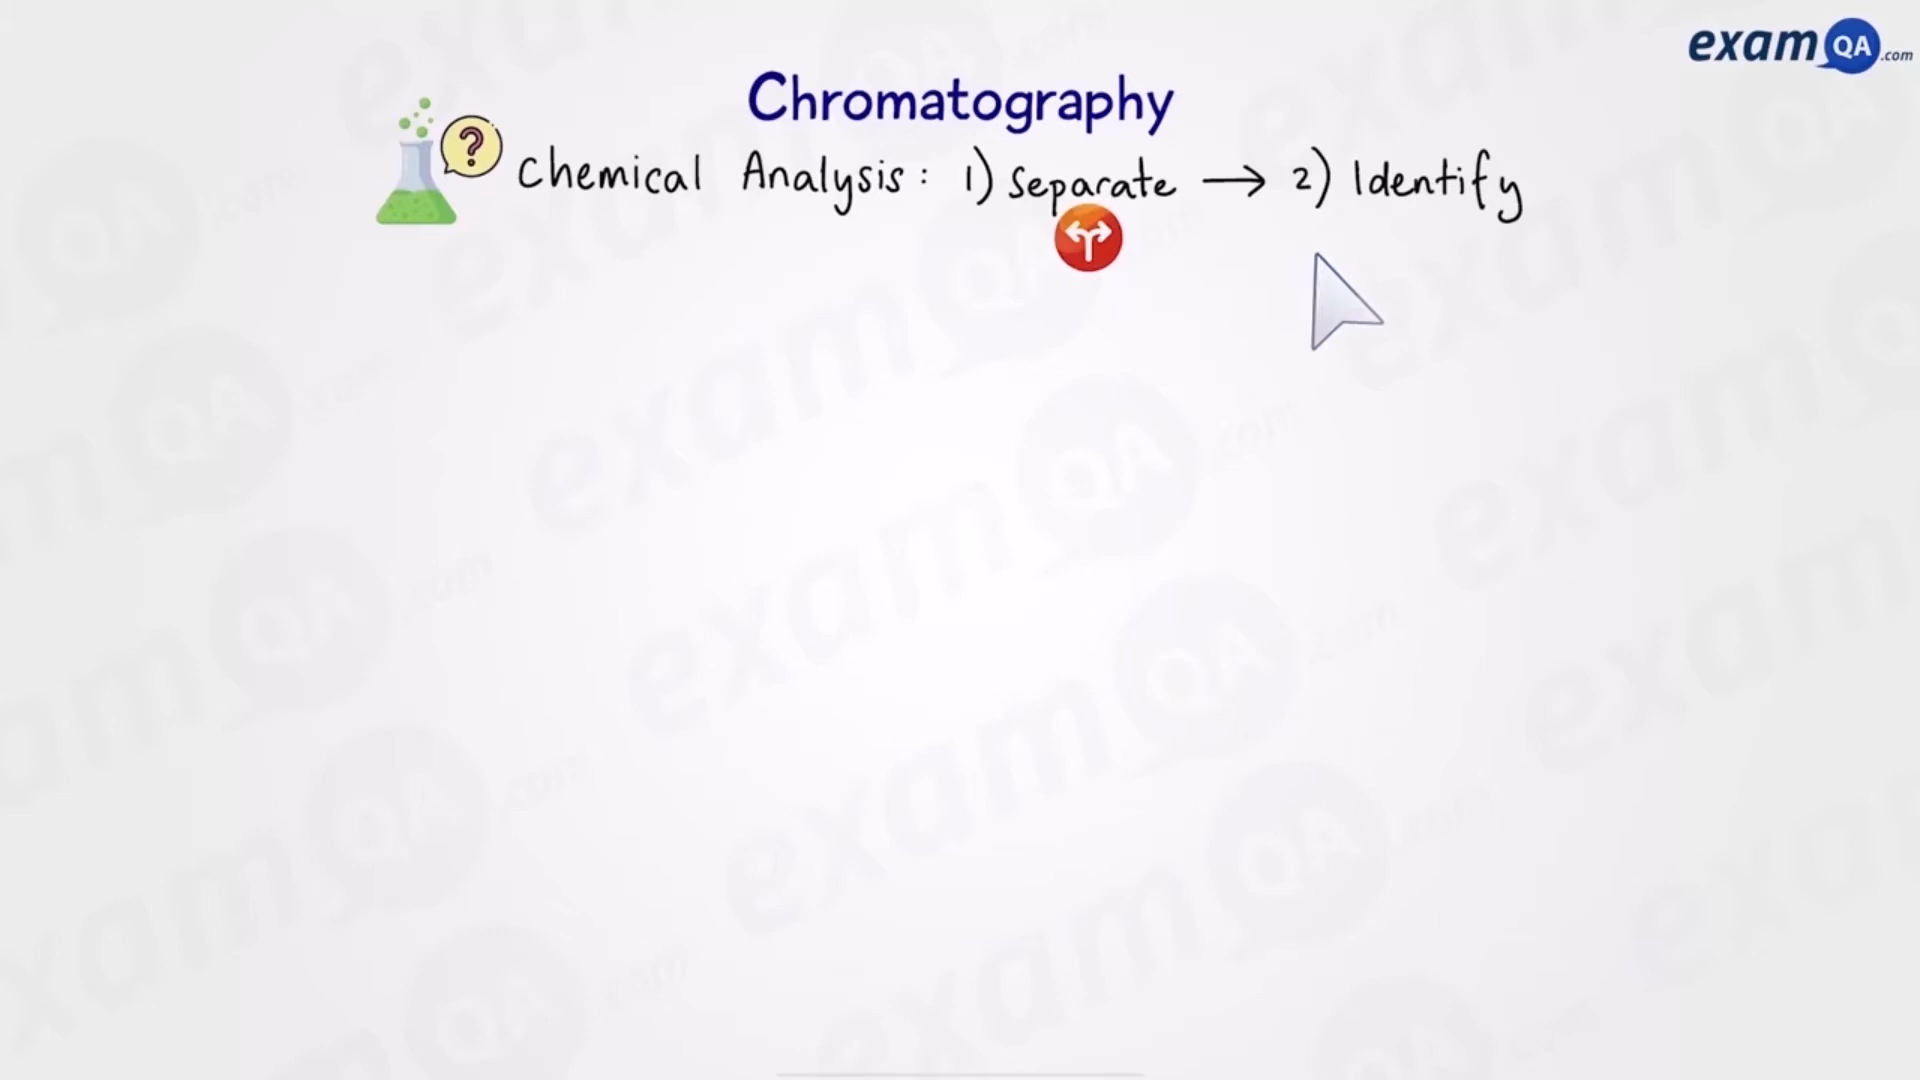 examQA.com
Chromatography
?
Chemical Analysis: 1) Separate → 2) Identify